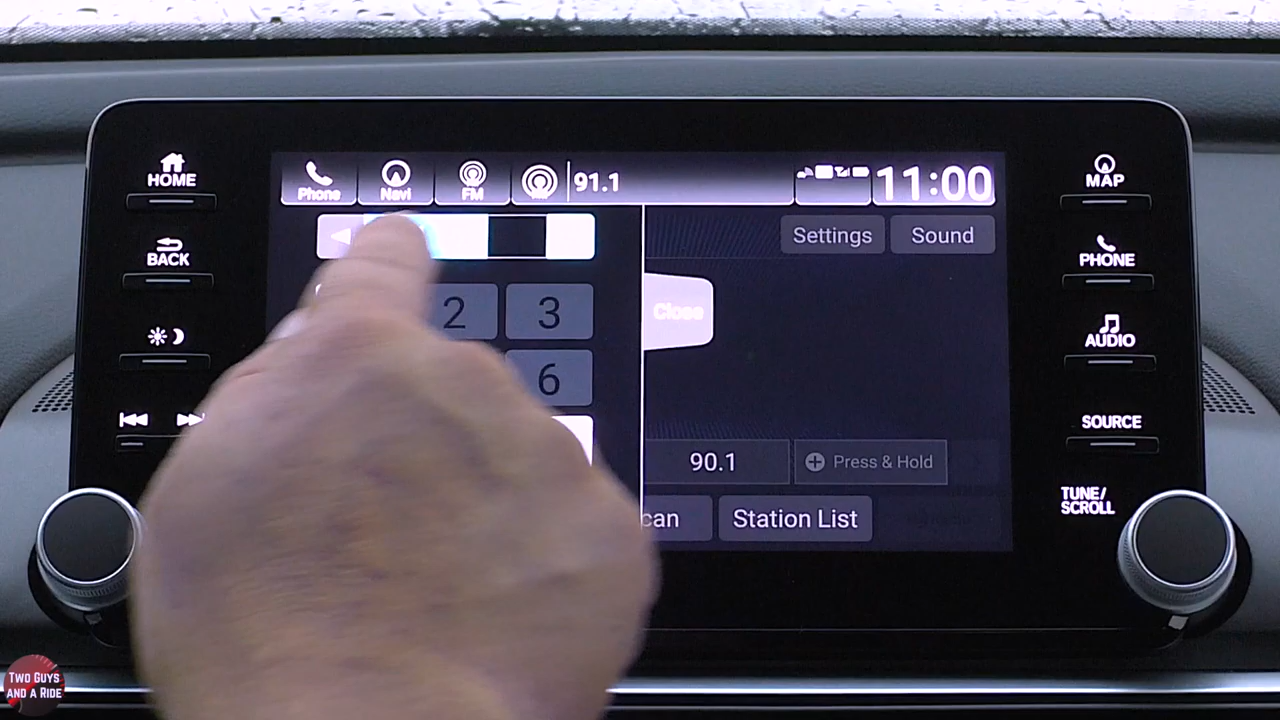 HOME
BACK
Phone
Navi
FM
91.1
11:00
Settings
Sound
2
3
6
Close
90.1
Press & Hold
can
Station List
MAP
PHONE
AUDIO
SOURCE
TUNE/
SCROLL
TWO GUYS
AND A RIDE